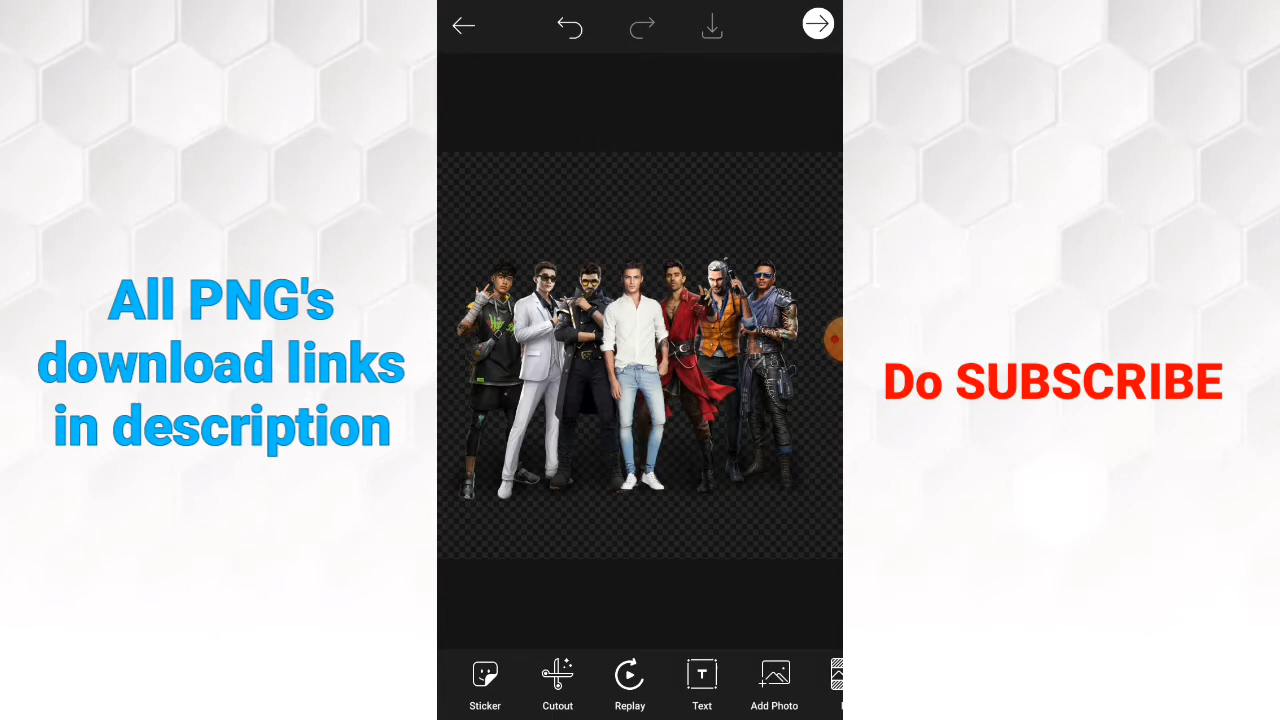 All PNG's
download links
in description
Do SUBSCRIBE
Sticker
Cutout
Replay
T
Text
Add Photo